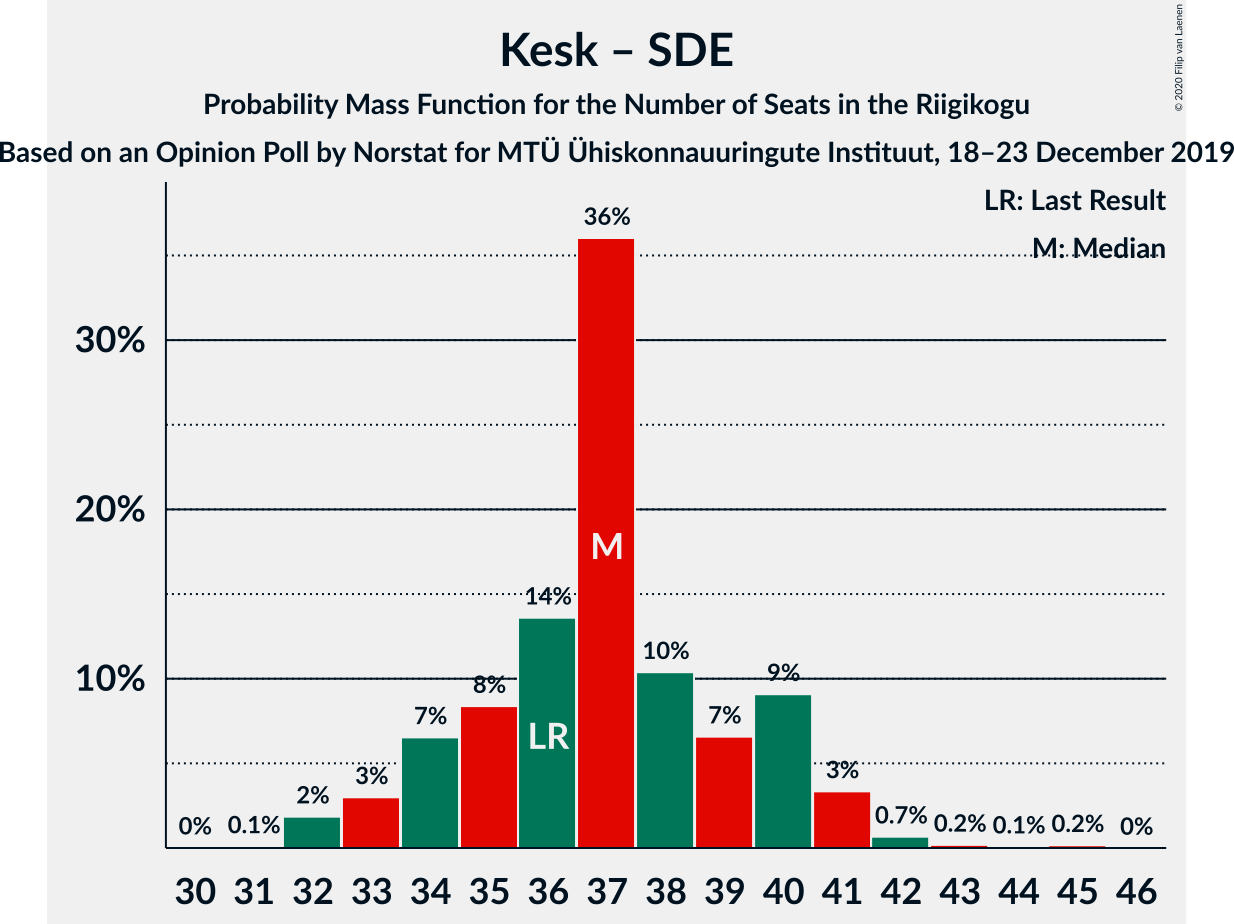 Kesk – SDE
Probability Mass Function for the Number of Seats in the Riigikogu
Based on an Opinion Poll by Norstat for MTÜ Ühiskonnauuringute Instituut, 18–23 December 2019
© 2020 Filip van Laenen
LR: Last Result
M: Median
36%
30%
20%
M
14%
10%
10%
9%
8%
7%
7%
LR
3%
3%
2%
0% 0.1% 0.7% 0.2% 0.1% 0.2% 0%
30 31 32 33 34 35 36 37 38 39 40 41 42 43 44 45 46